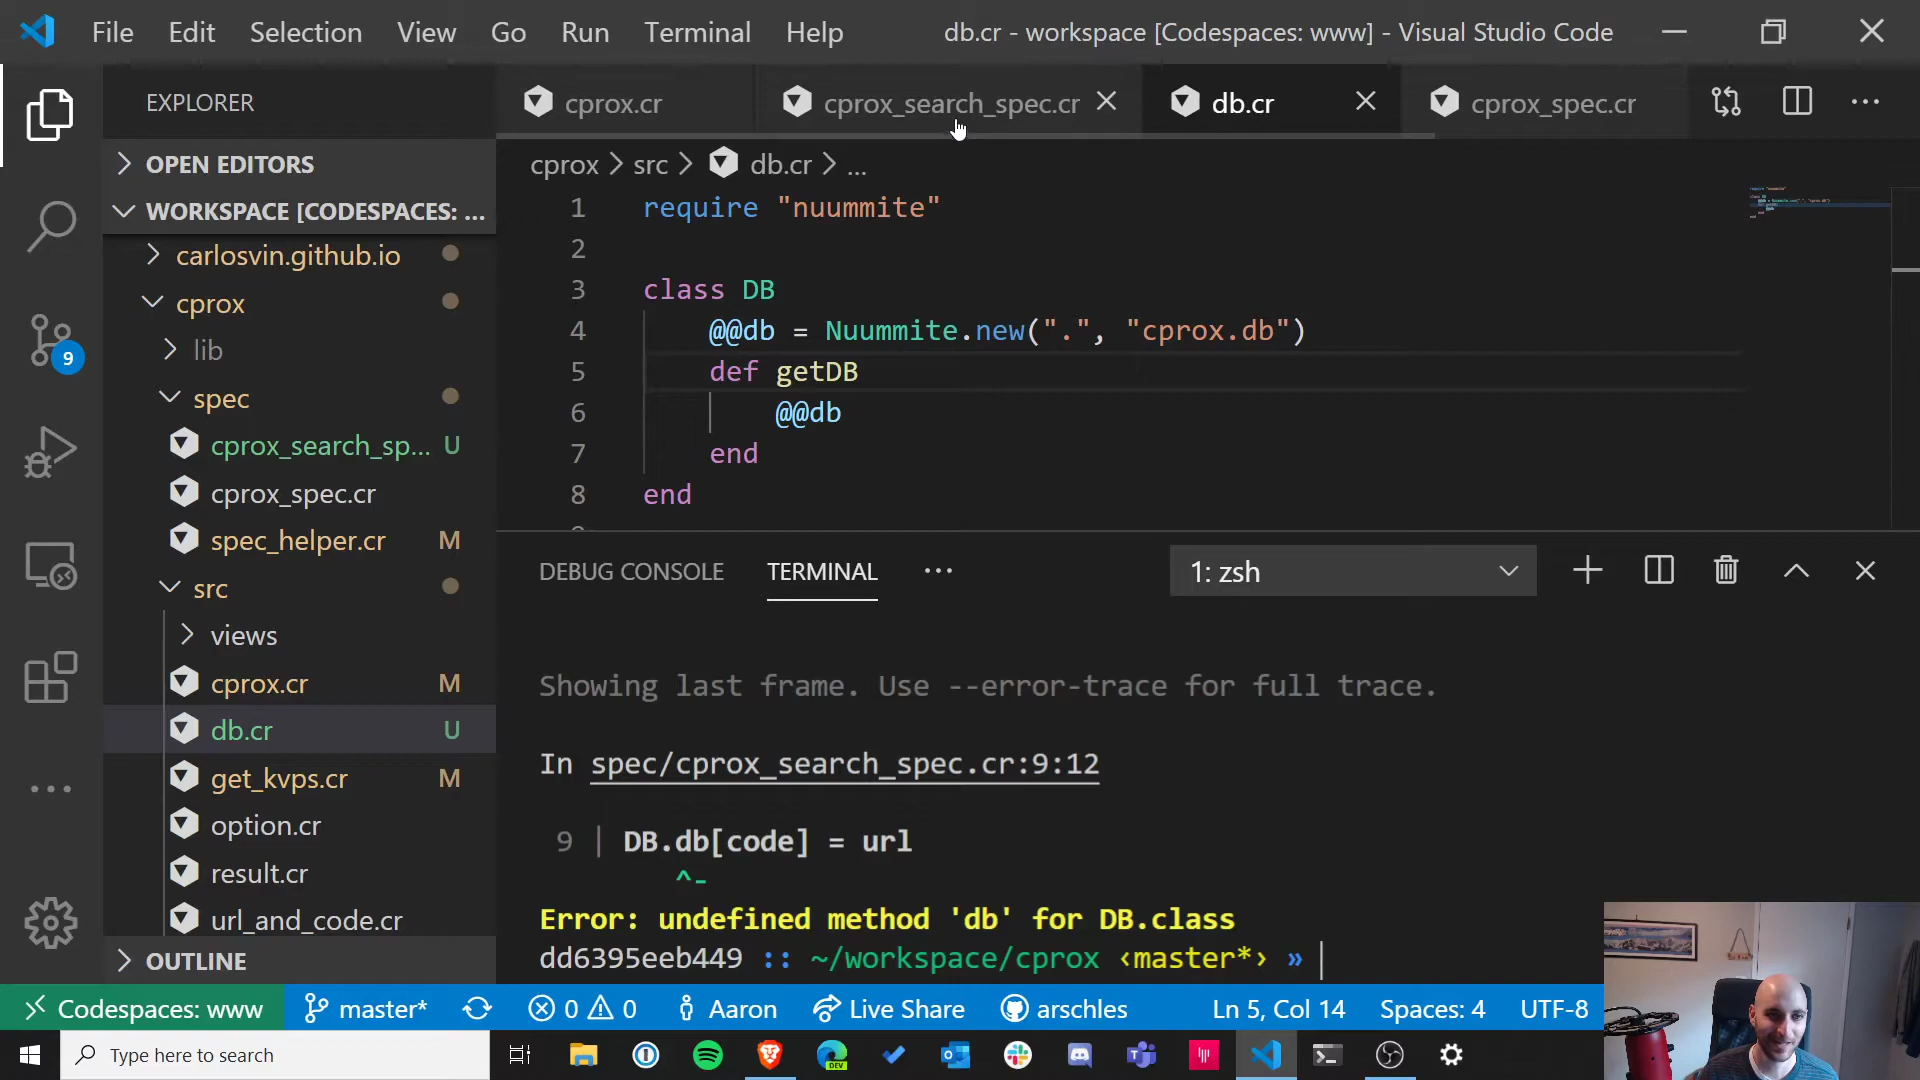 File Edit Selection View Go Run Terminal Help
db.cr - workspace [Codespaces: www] - Visual Studio Code
EXPLORER
cprox.cr
cprox_search_spec.cr
db.cr
cprox_spec.cr
OPEN EDITORS
WORKSPACE [CODESPACES: ...
carlosvin.github.io
cprox
lib
spec
cprox_search_sp... U
cprox_spec.cr
spec_helper.cr M
src
views
cprox.cr M
db.cr U
get_kvps.cr M
option.cr
result.cr
url_and_code.cr
OUTLINE
9
cprox > src > db.cr > ...
1 require "nuummite"
2
3 class DB
4 @@db = Nuummite.new(".", "cprox.db")
5 def getDB
6 @@db
7 end
8 end
DEBUG CONSOLE TERMINAL ...
1: zsh
Showing last frame. Use --error-trace for full trace.
In spec/cprox_search_spec.cr:9:12
9 | DB.db[code] = url
^-
Error: undefined method 'db' for DB.class
dd6395eeb449 :: ~/workspace/cprox ‹master*› »
Codespaces: www master* 0 0 Aaron Live Share arschles Ln 5, Col 14 Spaces: 4 UTF-8
Type here to search
DEV